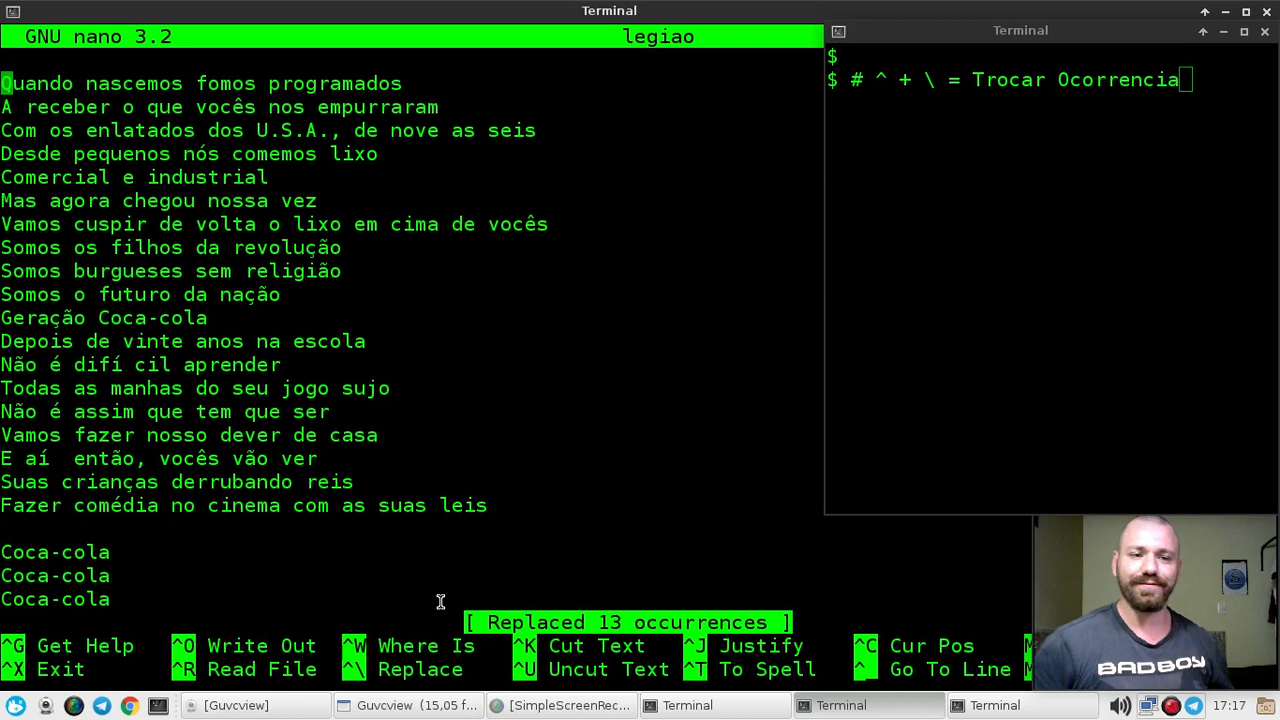 Terminal
GNU nano 3.2 legiao
Quando nascemos fomos programados
A receber o que vocês nos empurraram
Com os enlatados dos U.S.A., de nove as seis
Desde pequenos nós comemos lixo
Comercial e industrial
Mas agora chegou nossa vez
Vamos cuspir de volta o lixo em cima de vocês
Somos os filhos da revolução
Somos burgueses sem religião
Somos o futuro da nação
Geração Coca-cola
Depois de vinte anos na escola
Não é difí cil aprender
Todas as manhas do seu jogo sujo
Não é assim que tem que ser
Vamos fazer nosso dever de casa
E aí  então, vocês vão ver
Suas crianças derrubando reis
Fazer comédia no cinema com as suas leis
Coca-cola
Coca-cola
Coca-cola
[ Replaced 13 occurrences ]
^G Get Help ^O Write Out ^W Where Is ^K Cut Text ^J Justify ^C Cur Pos M
^X Exit ^R Read File ^\ Replace ^U Uncut Text ^T To Spell ^_ Go To Line M
Terminal
$
$ # ^ + \ = Trocar Ocorrencia
BADBOY
[Guvcview] Guvcview (15,03 f... [SimpleScreenRec... Terminal Terminal Terminal 17:17